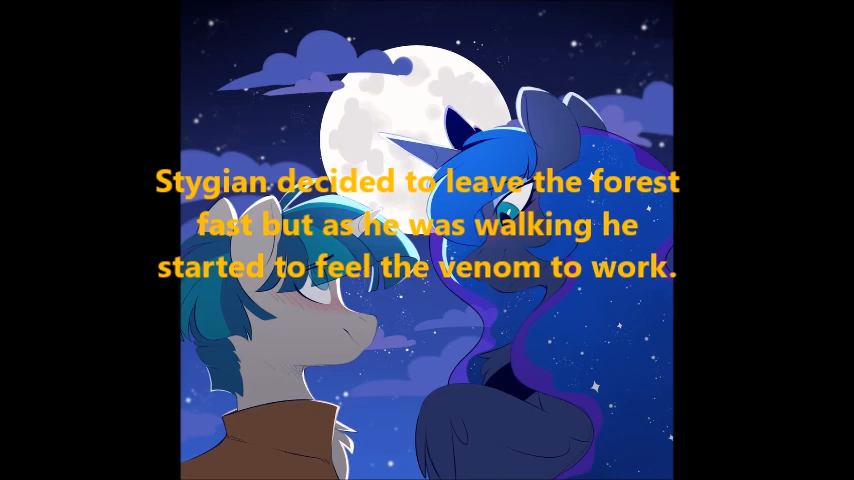 Stygian decided to leave the forest
fast but as he was walking he
started to feel the venom to work.